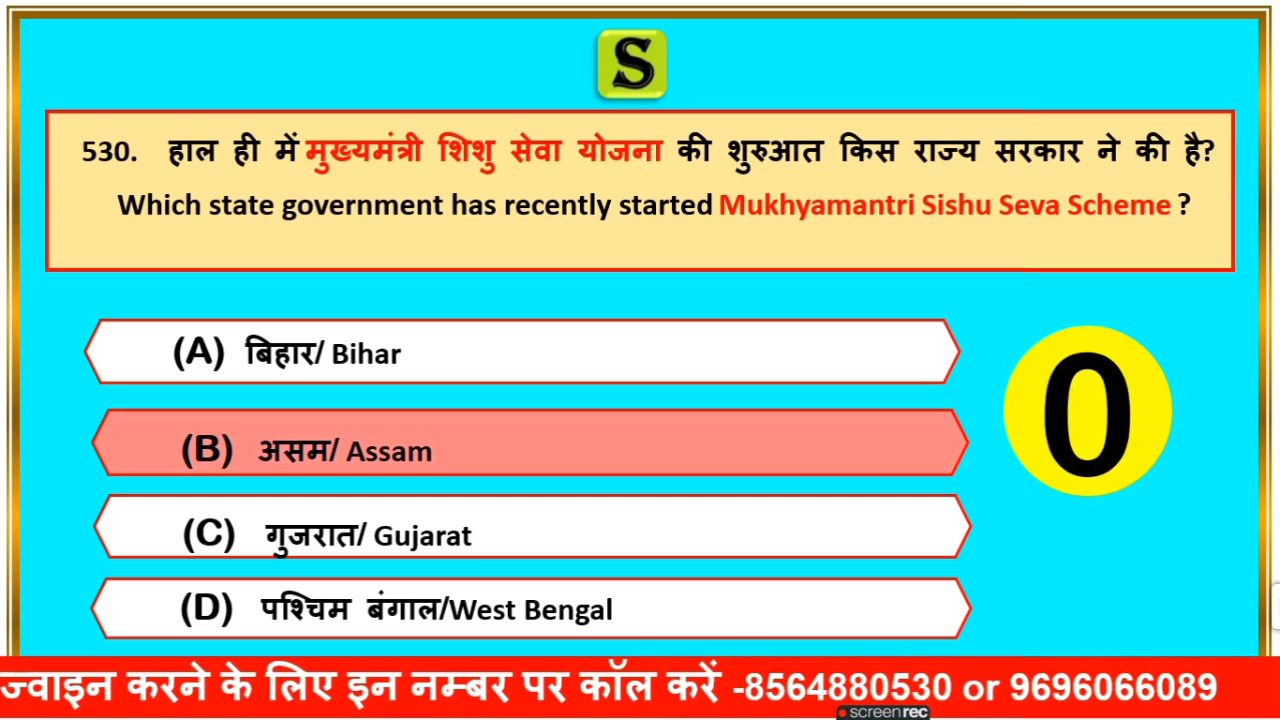 S
530. हाल ही में मुख्यमंत्री शिशु सेवा योजना की शुरुआत किस राज्य सरकार ने की है?
Which state government has recently started Mukhyamantri Sishu Seva Scheme ?
(A) बिहार/ Bihar
0
(B) असम/ Assam
(C) गुजरात/ Gujarat
(D) पश्चिम बंगाल/West Bengal
ज्वाइन करने के लिए इन नम्बर पर कॉल करें -8564880530 or 9696066089
screenrec